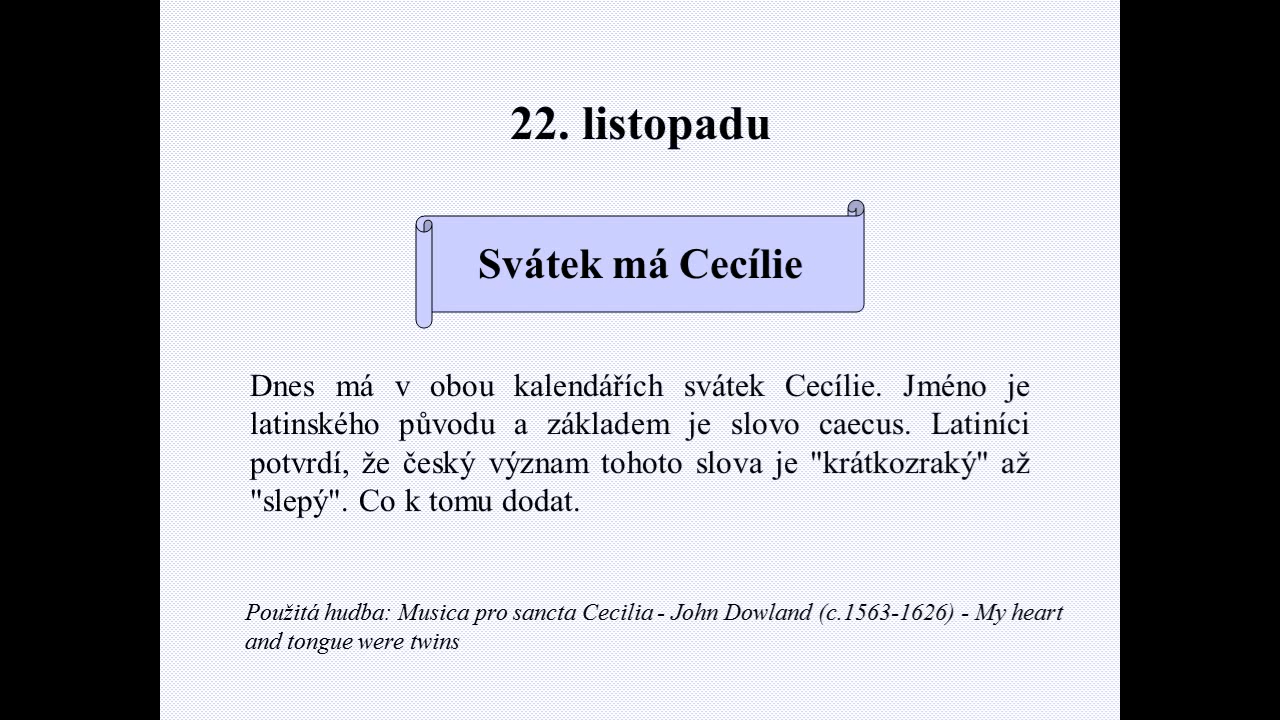 22. listopadu
Svátek má Cecílie
Dnes má v obou kalendářích svátek Cecílie. Jméno je
latinského původu a základem je slovo caecus. Latiníci
potvrdí, že český význam tohoto slova je "krátkozraký" až
"slepý". Co k tomu dodat.
Použitá hudba: Musica pro sancta Cecilia - John Dowland (c.1563-1626) - My heart
and tongue were twins